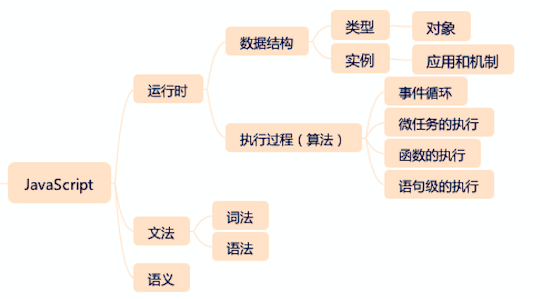 JavaScript
运行时
数据结构
类型
对象
实例
应用和机制
执行过程（算法）
事件循环
微任务的执行
函数的执行
语句级的执行
文法
词法
语法
语义